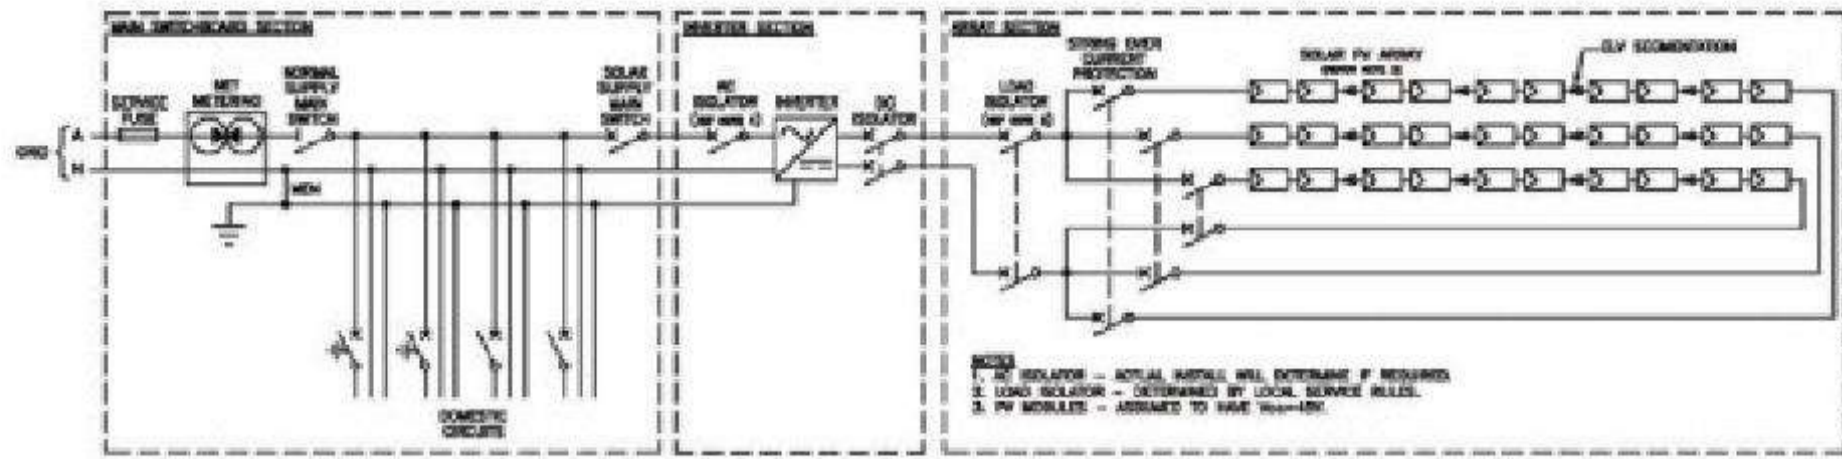 MAIN SWITCHBOARD SECTION
INVERTER SECTION
ARRAY SECTION
SERVICE
FUSE
NET
METERING
NORMAL
SUPPLY
MAIN
SWITCH
SOLAR
SUPPLY
MAIN
SWITCH
AC
ISOLATOR
INVERTER
DC
ISOLATOR
LOAD
ISOLATOR
STRING OVER
CURRENT
PROTECTION
SOLAR PV ARRAY
ELV SEGMENTATION
GRID
A
N
MEN
DOMESTIC
CIRCUITS
NOTES
1. AC ISOLATOR – ACTUAL INSTALL WILL DETERMINE IF REQUIRED.
2. LOAD ISOLATOR – DETERMINED BY LOCAL SERVICE RULES.
3. PV MODULES – ASSUMED TO HAVE